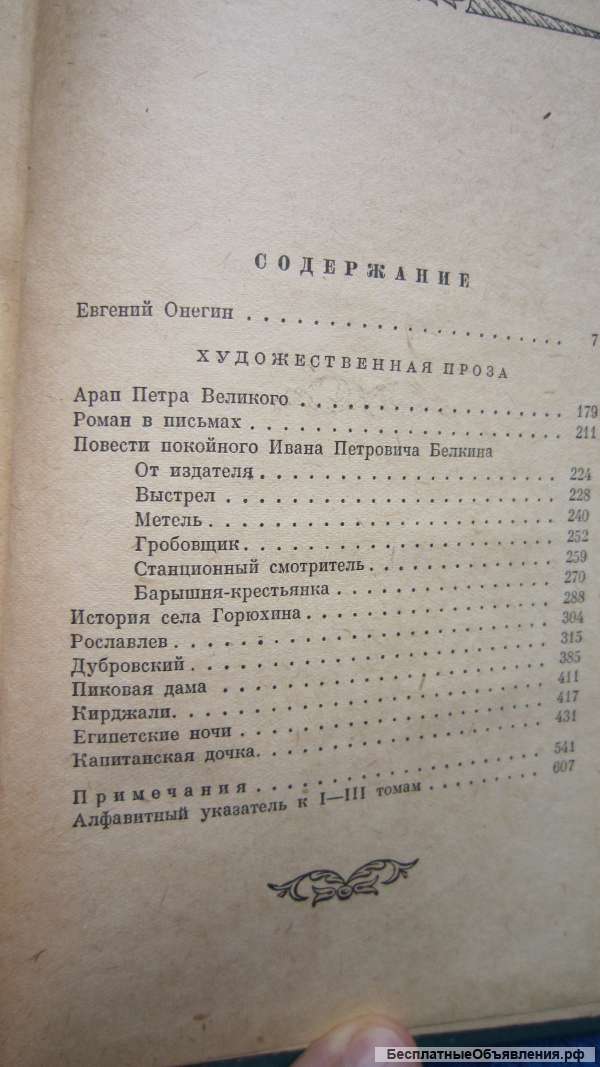 СОДЕРЖАНИЕ
Евгений Онегин . . . . . . . . . . . . . . . . . . . . 7
ХУДОЖЕСТВЕННАЯ ПРОЗА
Арап Петра Великого . . . . . . . . . . . . . . . . . 179
Роман в письмах . . . . . . . . . . . . . . . . . . . 211
Повести покойного Ивана Петровича Белкина
От издателя . . . . . . . . . . . . . . . . . . . 224
Выстрел . . . . . . . . . . . . . . . . . . . . . 228
Метель . . . . . . . . . . . . . . . . . . . . . . 240
Гробовщик . . . . . . . . . . . . . . . . . . . . 252
Станционный смотритель . . . . . . . . . . . . . 259
Барышня-крестьянка . . . . . . . . . . . . . . . 270
История села Горюхина . . . . . . . . . . . . . . . 288
Рославлев . . . . . . . . . . . . . . . . . . . . . . 304
Дубровский . . . . . . . . . . . . . . . . . . . . . 315
Пиковая дама . . . . . . . . . . . . . . . . . . . . 385
Кирджали . . . . . . . . . . . . . . . . . . . . . . 411
Египетские ночи . . . . . . . . . . . . . . . . . . 417
Капитанская дочка . . . . . . . . . . . . . . . . . 431
Примечания . . . . . . . . . . . . . . . . . . . . . 541
Алфавитный указатель к I—III томам . . . . . . . . 607
БесплатныеОбъявления.рф